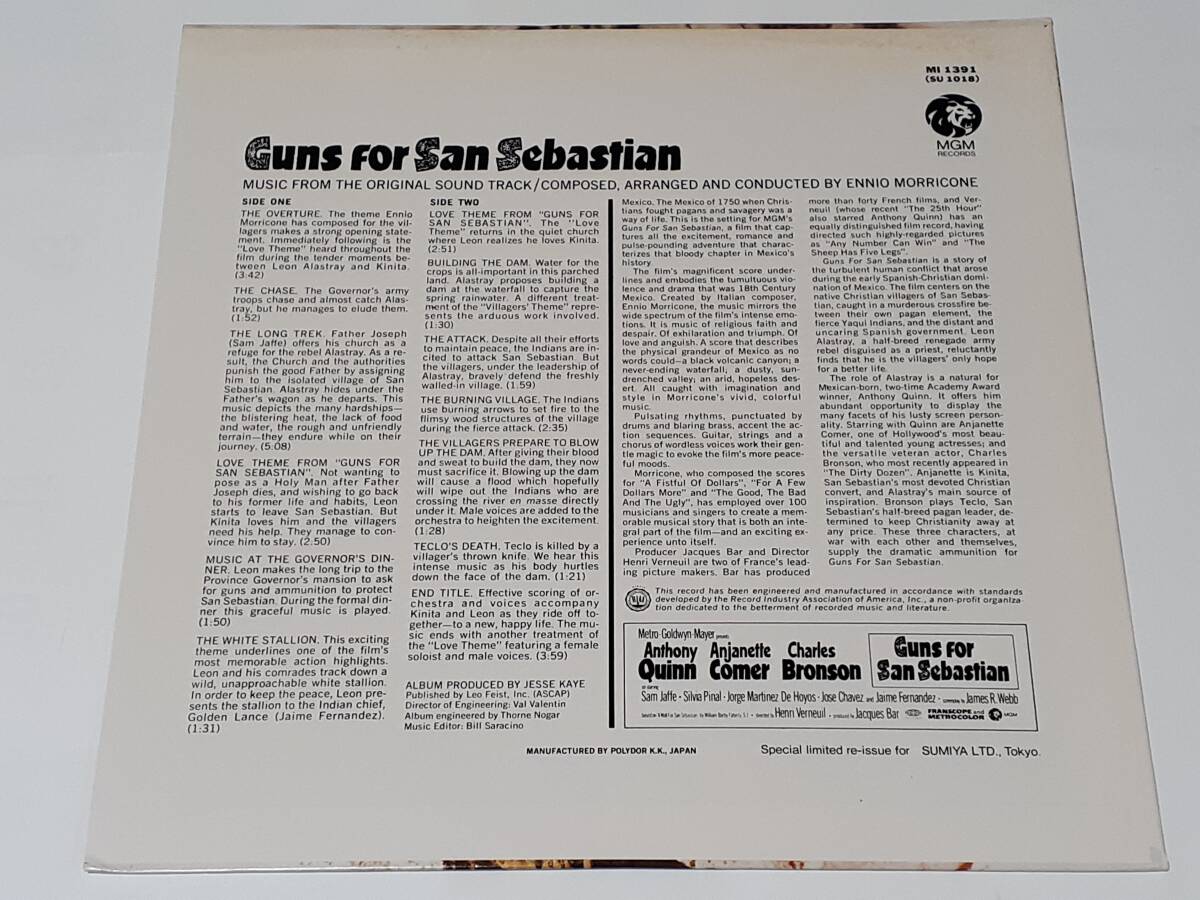 MI 1391
(SU 1018)
MGM
RECORDS
Guns for San Sebastian
MUSIC FROM THE ORIGINAL SOUND TRACK/COMPOSED, ARRANGED AND CONDUCTED BY ENNIO MORRICONE
SIDE ONE
THE OVERTURE. The theme Ennio
Morricone has composed for the vil-
lagers makes a strong opening state-
ment. Immediately following is the
"Love Theme" heard throughout the
film during the tender moments be-
tween Leon Alastray and Kinita.
(3:42)
THE CHASE. The Governor's army
troops chase and almost catch Alas-
tray, but he manages to elude them.
(1:52)
THE LONG TREK. Father Joseph
(Sam Jaffe) offers his church as a
refuge for the rebel Alastray. As a re-
sult, the Church and the authorities
punish the good Father by assigning
him to the isolated village of San
Sebastian. Alastray hides under the
Father's wagon as he departs. This
music depicts the many hardships—
the blistering heat, the lack of food
and water, the rough and unfriendly
terrain—they endure while on their
journey. (5:08)
LOVE THEME FROM "GUNS FOR
SAN SEBASTIAN". Not wanting to
pose as a Holy Man after Father
Joseph dies, and wishing to go back
to his former life and habits, Leon
starts to leave San Sebastian. But
Kinita loves him and the villagers
need his help. They manage to con-
vince him to stay. (2:50)
MUSIC AT THE GOVERNOR'S DIN-
NER. Leon makes the long trip to the
Province Governor's mansion to ask
for guns and ammunition to protect
San Sebastian. During the formal din-
ner this graceful music is played.
(1:50)
THE WHITE STALLION. This exciting
theme underlines one of the film's
most memorable action highlights.
Leon and his comrades track down a
wild, unapproachable white stallion.
In order to keep the peace, Leon pre-
sents the stallion to the Indian chief,
Golden Lance (Jaime Fernandez).
(1:31)
SIDE TWO
LOVE THEME FROM "GUNS FOR
SAN SEBASTIAN". The "Love
Theme" returns in the quiet church
where Leon realizes he loves Kinita.
(2:51)
BUILDING THE DAM. Water for the
crops is all-important in this parched
land. Alastray proposes building a
dam at the waterfall to capture the
spring rainwater. A different treat-
ment of the "Villagers' Theme" repre-
sents the arduous work involved.
(1:30)
THE ATTACK. Despite all their efforts
to maintain peace, the Indians are in-
cited to attack San Sebastian. But
the villagers, under the leadership of
Alastray, bravely defend the freshly
walled-in village. (1:59)
THE BURNING VILLAGE. The Indians
use burning arrows to set fire to the
flimsy wood structures of the village
during the fierce attack. (2:35)
THE VILLAGERS PREPARE TO BLOW
UP THE DAM. After giving their blood
and sweat to build the dam, they now
must sacrifice it. Blowing up the dam
will cause a flood which hopefully
will wipe out the Indians who are
crossing the river en masse directly
under it. Male voices are added to the
orchestra to heighten the excitement.
(1:28)
TECLO'S DEATH. Teclo is killed by a
villager's thrown knife. We hear this
intense music as his body hurtles
down the face of the dam. (1:21)
END TITLE. Effective scoring of or-
chestra and voices accompany
Kinita and Leon as they ride off to-
gether—to a new, happy life. The mu-
sic ends with another treatment of
the "Love Theme" featuring a female
soloist and male voices. (3:59)
ALBUM PRODUCED BY JESSE KAYE
Published by Leo Feist, Inc. (ASCAP)
Director of Engineering: Val Valentin
Album engineered by Thorne Nogar
Music Editor: Bill Saracino
Mexico. The Mexico of 1750 when Chris-
tians fought pagans and savagery was a
way of life. This is the setting for MGM's
Guns For San Sebastian, a film that cap-
tures all the excitement, romance and
pulse-pounding adventure that charac-
terizes that bloody chapter in Mexico's
history.
The film's magnificent score under-
lines and embodies the tumultuous vio-
lence and drama that was 18th Century
Mexico. Created by Italian composer,
Ennio Morricone, the music mirrors the
wide spectrum of the film's intense emo-
tions. It is music of religious faith and
despair. Of exhilaration and triumph. Of
love and anguish. A score that describes
the physical grandeur of Mexico as no
words could—a black volcanic canyon; a
never-ending waterfall, a dusty, sun-
drenched valley; an arid, hopeless des-
ert. All caught with imagination and
style in Morricone's vivid, colorful
music.
Pulsating rhythms, punctuated by
drums and blaring brass, accent the ac-
tion sequences. Guitar, strings and a
chorus of wordless voices work their gen-
tle magic to evoke the film's more peace-
ful moods.
Morricone, who composed the scores
for "A Fistful Of Dollars", "For A Few
Dollars More" and "The Good, The Bad
And The Ugly", has employed over 100
musicians and singers to create a mem-
orable musical story that is both an inte-
gral part of the film—and an exciting ex-
perience unto itself.
Producer Jacques Bar and Director
Henri Verneuil are two of France's lead-
ing picture makers. Bar has produced
more than forty French films, and Ver-
neuil (whose recent "The 25th Hour"
also starred Anthony Quinn) has an
equally distinguished film record, having
directed such highly-regarded pictures
as "Any Number Can Win" and "The
Sheep Has Five Legs".
Guns For San Sebastian is a story of
the turbulent human conflict that arose
during the early Spanish-Christian domi-
nation of Mexico. The film centers on the
native Christian villagers of San Sebas-
tian, caught in a murderous crossfire be-
tween their own pagan element, the
fierce Yaqui Indians, and the distant and
uncaring Spanish government. Leon
Alastray, a half-breed renegade army
rebel disguised as a priest, reluctantly
finds that he is the villagers' only hope
for a better life.
The role of Alastray is a natural for
Mexican-born, two-time Academy Award
winner, Anthony Quinn. It offers him
abundant opportunity to display the
many facets of his lusty screen person-
ality. Starring with Quinn are Anjanette
Comer, one of Hollywood's most beau-
tiful and talented young actresses; and
the versatile veteran actor, Charles
Bronson, who most recently appeared in
"The Dirty Dozen". Anjanette is Kinita,
San Sebastian's most devoted Christian
convert, and Alastray's main source of
inspiration. Bronson plays Teclo, San
Sebastian's half-breed pagan leader, de-
termined to keep Christianity away at
any price. These three characters, at
war with each other and themselves,
supply the dramatic ammunition for
Guns For San Sebastian.
This record has been engineered and manufactured in accordance with standards
developed by the Record Industry Association of America, Inc., a non-profit organiza-
tion dedicated to the betterment of recorded music and literature.
Metro-Goldwyn-Mayer presents
Anthony Quinn
Anjanette Comer
Charles Bronson
Guns for
San Sebastian
Sam Jaffe · Silvia Pinal · Jorge Martinez De Hoyos · Jose Chavez and Jaime Fernandez · screenplay by James R. Webb
directed by Henri Verneuil · produced by Jacques Bar FRANSCOPE and METROCOLOR MGM
MANUFACTURED BY POLYDOR K.K., JAPAN
Special limited re-issue for SUMIYA LTD., Tokyo.